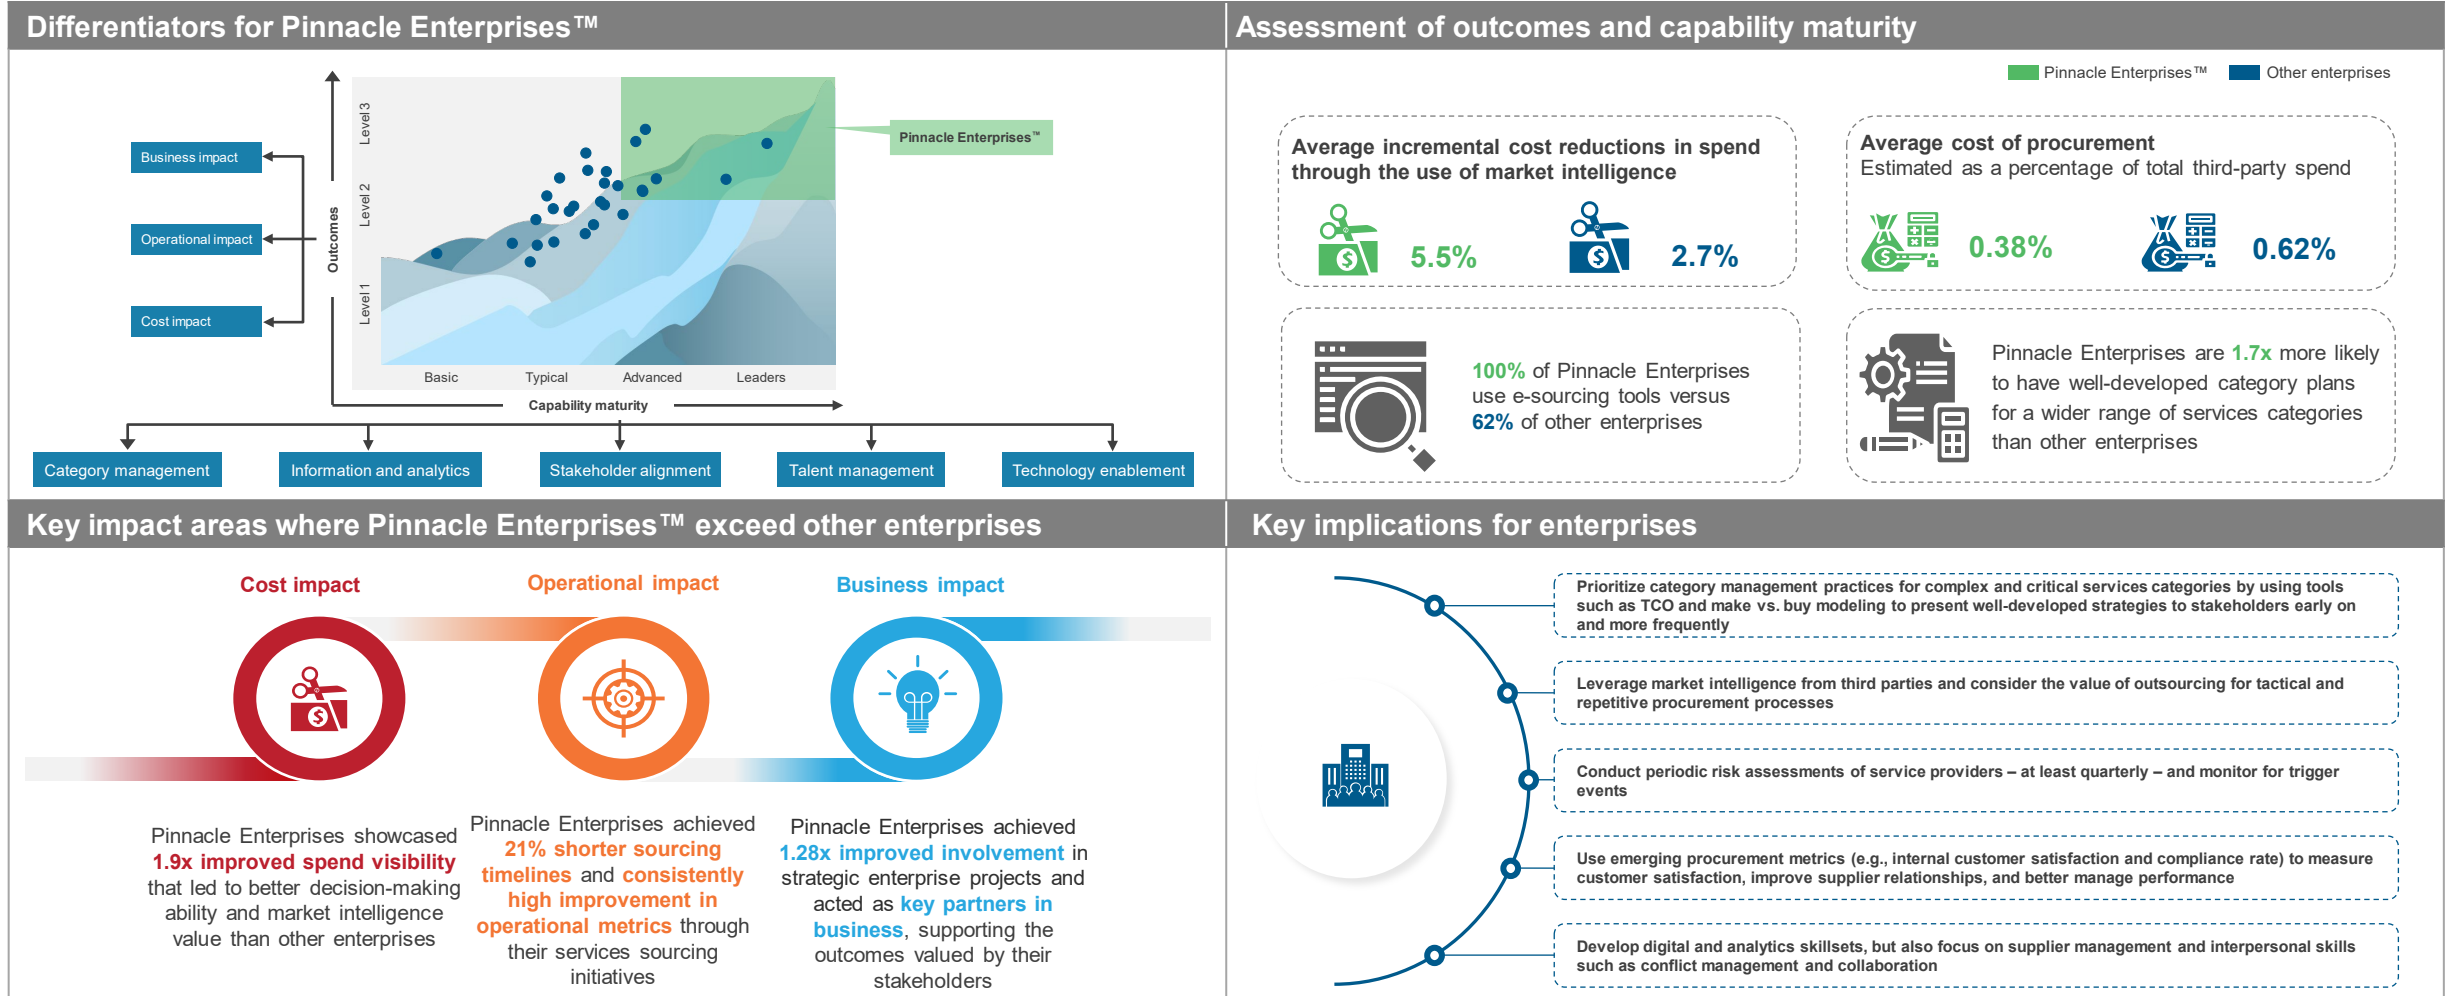 Differentiators for Pinnacle Enterprises™
Business impact
Operational impact
Cost impact
Outcomes
Level 3
Level 2
Level 1
Pinnacle Enterprises™
Basic
Typical
Advanced
Leaders
Capability maturity
Category management
Information and analytics
Stakeholder alignment
Talent management
Technology enablement
Assessment of outcomes and capability maturity
Pinnacle Enterprises™
Other enterprises
Average incremental cost reductions in spend
through the use of market intelligence
5.5%
2.7%
Average cost of procurement
Estimated as a percentage of total third-party spend
0.38%
0.62%
100% of Pinnacle Enterprises
use e-sourcing tools versus
62% of other enterprises
Pinnacle Enterprises are 1.7x more likely
to have well-developed category plans
for a wider range of services categories
than other enterprises
Key impact areas where Pinnacle Enterprises™ exceed other enterprises
Cost impact
Pinnacle Enterprises showcased
1.9x improved spend visibility
that led to better decision-making
ability and market intelligence
value than other enterprises
Operational impact
Pinnacle Enterprises achieved
21% shorter sourcing
timelines and consistently
high improvement in
operational metrics through
their services sourcing
initiatives
Business impact
Pinnacle Enterprises achieved
1.28x improved involvement in
strategic enterprise projects and
acted as key partners in
business, supporting the
outcomes valued by their
stakeholders
Key implications for enterprises
Prioritize category management practices for complex and critical services categories by using tools
such as TCO and make vs. buy modeling to present well-developed strategies to stakeholders early on
and more frequently
Leverage market intelligence from third parties and consider the value of outsourcing for tactical and
repetitive procurement processes
Conduct periodic risk assessments of service providers – at least quarterly – and monitor for trigger
events
Use emerging procurement metrics (e.g., internal customer satisfaction and compliance rate) to measure
customer satisfaction, improve supplier relationships, and better manage performance
Develop digital and analytics skillsets, but also focus on supplier management and interpersonal skills
such as conflict management and collaboration